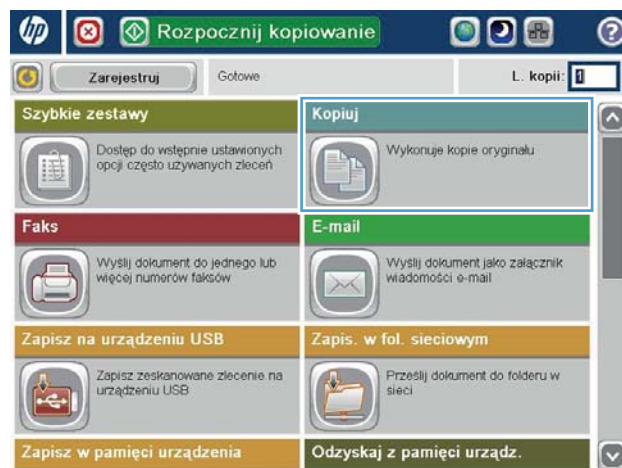 hp
Rozpocznij kopiowanie
?
Zarejestruj
Gotowe
L. kopii: 1
Szybkie zestawy
Dostęp do wstępnie ustawionych
opcji często używanych zleceń
Kopiuj
Wykonuje kopie oryginału
Faks
Wyślij dokument do jednego lub
więcej numerów faksów
E-mail
Wyślij dokument jako załącznik
wiadomości e-mail
Zapisz na urządzeniu USB
Zapisz zeskanowane zlecenie na
urządzeniu USB
Zapis. w fol. sieciowym
Prześlij dokument do folderu w
sieci
Zapisz w pamięci urządzenia
Odzyskaj z pamięci urządz.